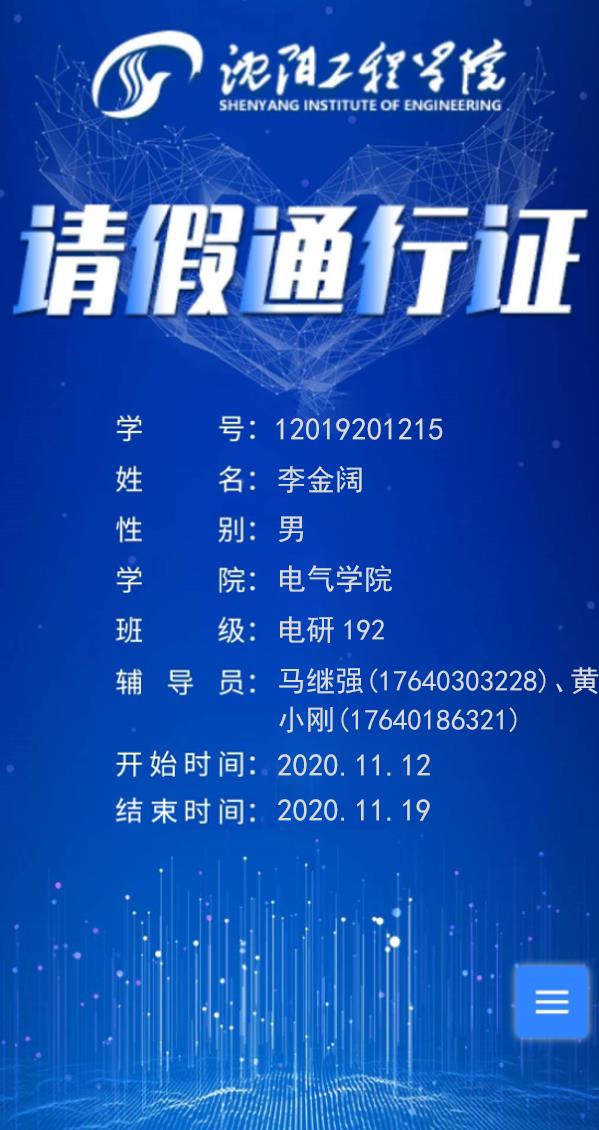 沈阳工程学院
SHENYANG INSTITUTE OF ENGINEERING
请假通行证
学号：12019201215
姓名：李金阔
性别：男
学院：电气学院
班级：电研192
辅导员：马继强(17640303228)、黄
小刚(17640186321)
开始时间：2020.11.12
结束时间：2020.11.19